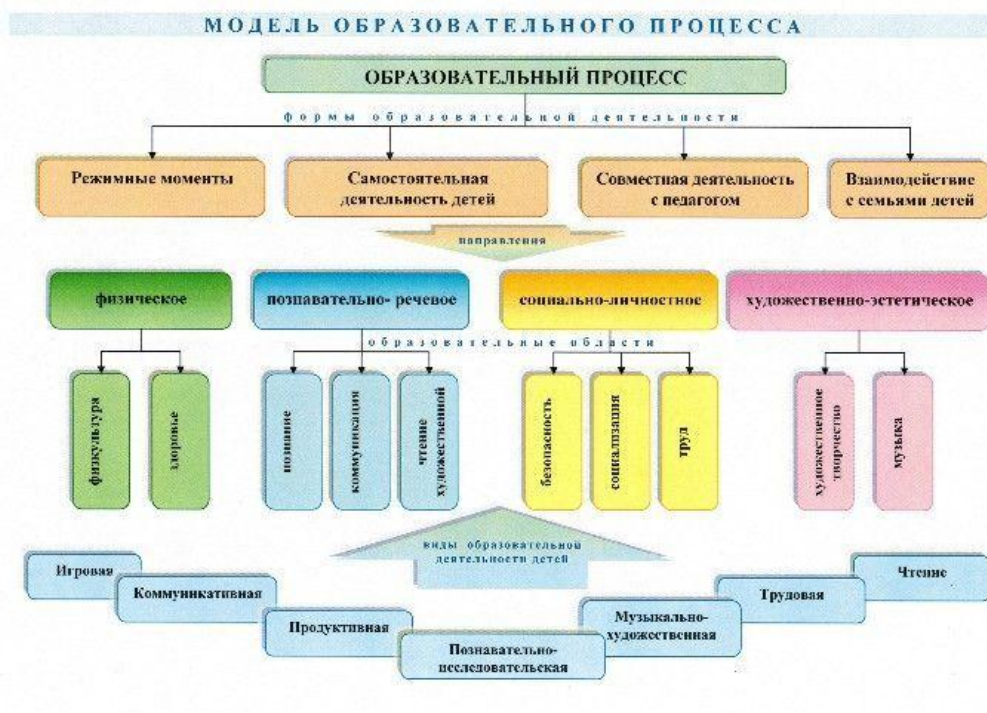 МОДЕЛЬ ОБРАЗОВАТЕЛЬНОГО ПРОЦЕССА
ОБРАЗОВАТЕЛЬНЫЙ ПРОЦЕСС
формы образовательной деятельности
Режимные моменты
Самостоятельная
деятельность детей
Совместная деятельность
с педагогом
Взаимодействие
с семьями детей
направления
физическое
познавательно- речевое
социально-личностное
художественно-эстетическое
образовательные области
физкультура
здоровье
познание
коммуникация
чтение
художественной
безопасность
социализация
труд
художественное
творчество
музыка
виды образовательной
деятельности детей
Игровая
Коммуникативная
Продуктивная
Познавательно-
исследовательская
Музыкально-
художественная
Трудовая
Чтение